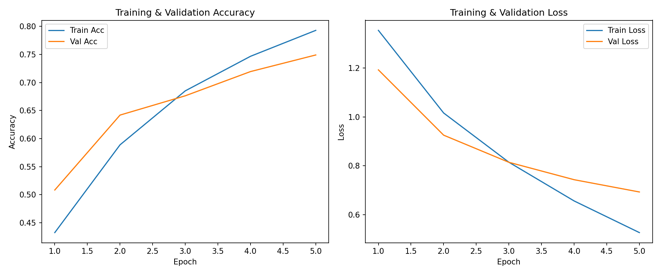 Training & Validation Accuracy
Train Acc
Val Acc
Accuracy
0.80
0.75
0.70
0.65
0.60
0.55
0.50
0.45
1.0 1.5 2.0 2.5 3.0 3.5 4.0 4.5 5.0
Epoch
Training & Validation Loss
Train Loss
Val Loss
Loss
1.2
1.0
0.8
0.6
1.0 1.5 2.0 2.5 3.0 3.5 4.0 4.5 5.0
Epoch